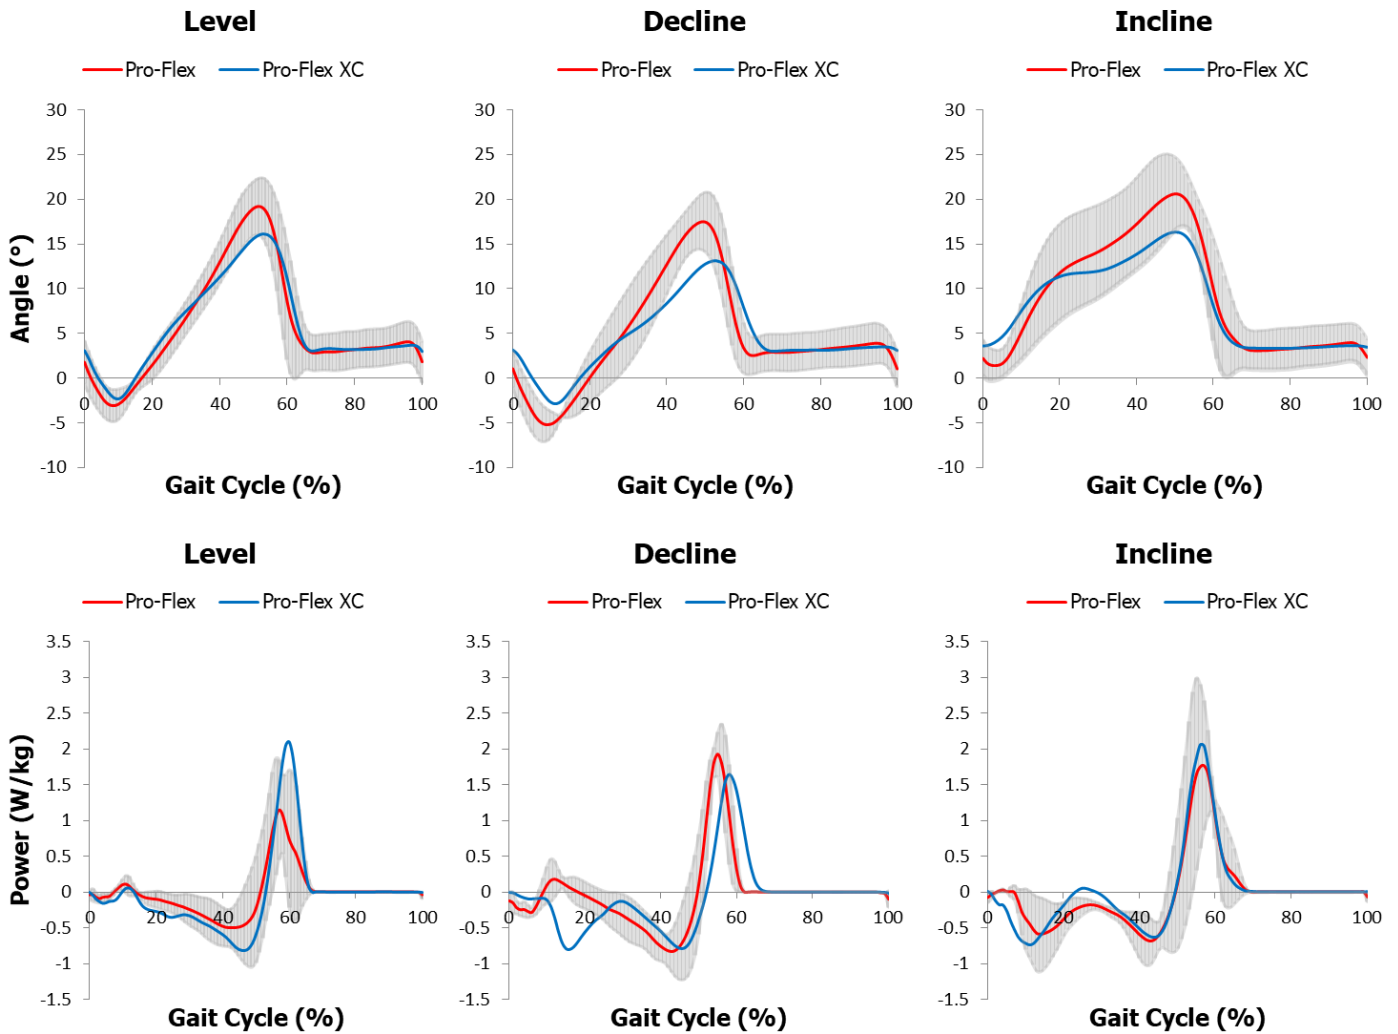 Level Decline Incline
Pro-Flex Pro-Flex XC Pro-Flex Pro-Flex XC Pro-Flex Pro-Flex XC
30 30 30
25 25 25
20 20 20
15 15 15
10 10 10
5 5 5
0 0 0
0 20 40 60 80 100 0 20 40 60 80 100 0 20 40 60 80 100
-5 -5 -5
-10 -10 -10
Angle (°)
Gait Cycle (%) Gait Cycle (%) Gait Cycle (%)
Level Decline Incline
Pro-Flex Pro-Flex XC Pro-Flex Pro-Flex XC Pro-Flex Pro-Flex XC
3.5 3.5 3.5
3 3 3
2.5 2.5 2.5
2 2 2
1.5 1.5 1.5
1 1 1
0.5 0.5 0.5
0 0 0
0 20 40 60 80 100 0 20 40 60 80 100 0 20 40 60 80 100
-0.5 -0.5 -0.5
-1 -1 -1
-1.5 -1.5 -1.5
Power (W/kg)
Gait Cycle (%) Gait Cycle (%) Gait Cycle (%)